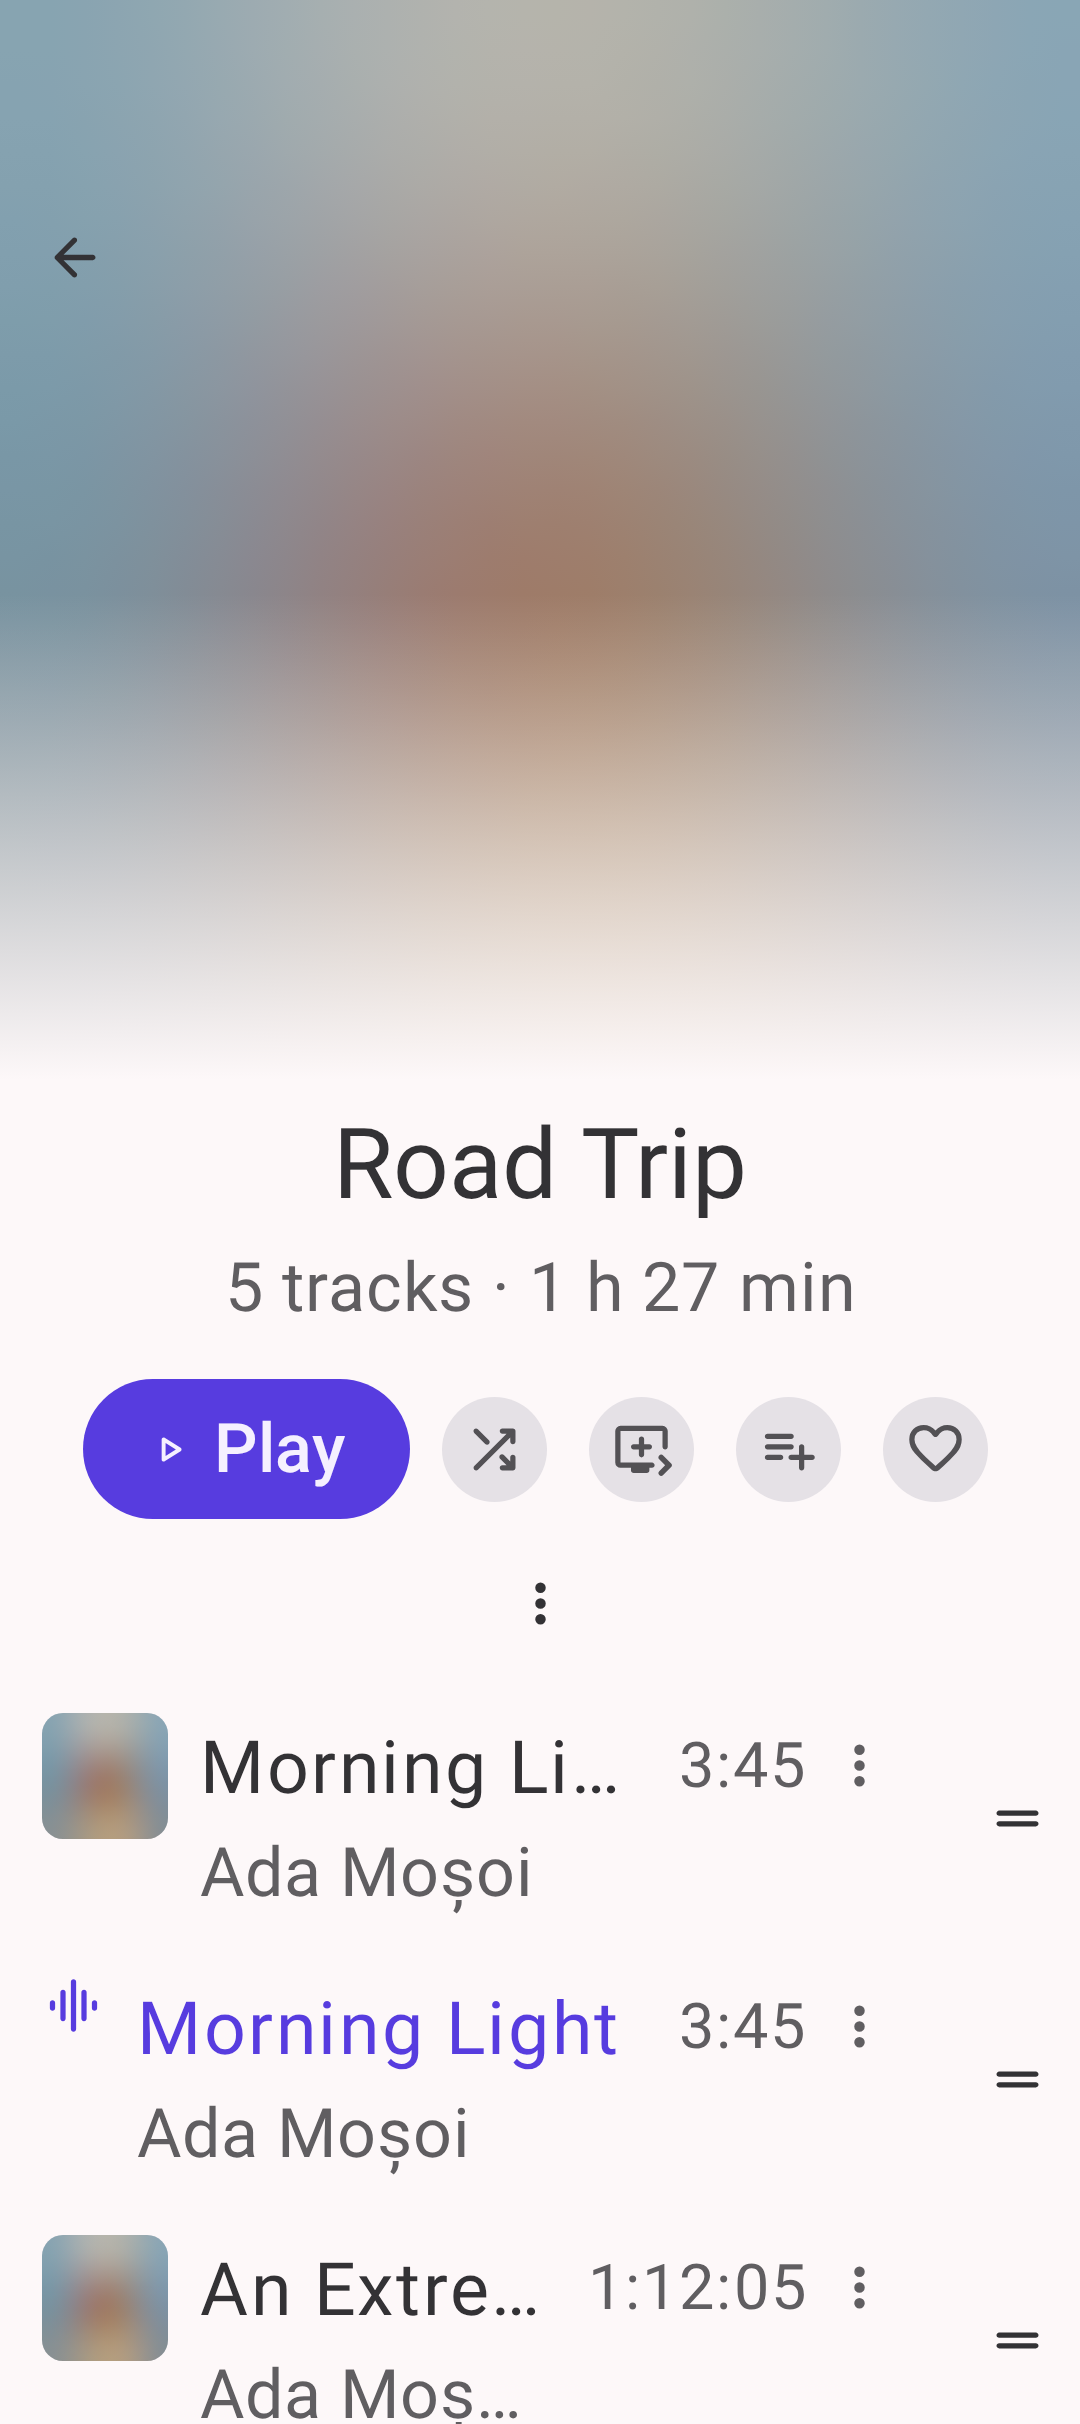 Road Trip
5 tracks · 1 h 27 min
Play
Morning Li… 3:45
Ada Moșoi
Morning Light 3:45
Ada Moșoi
An Extre… 1:12:05
Ada Moș…